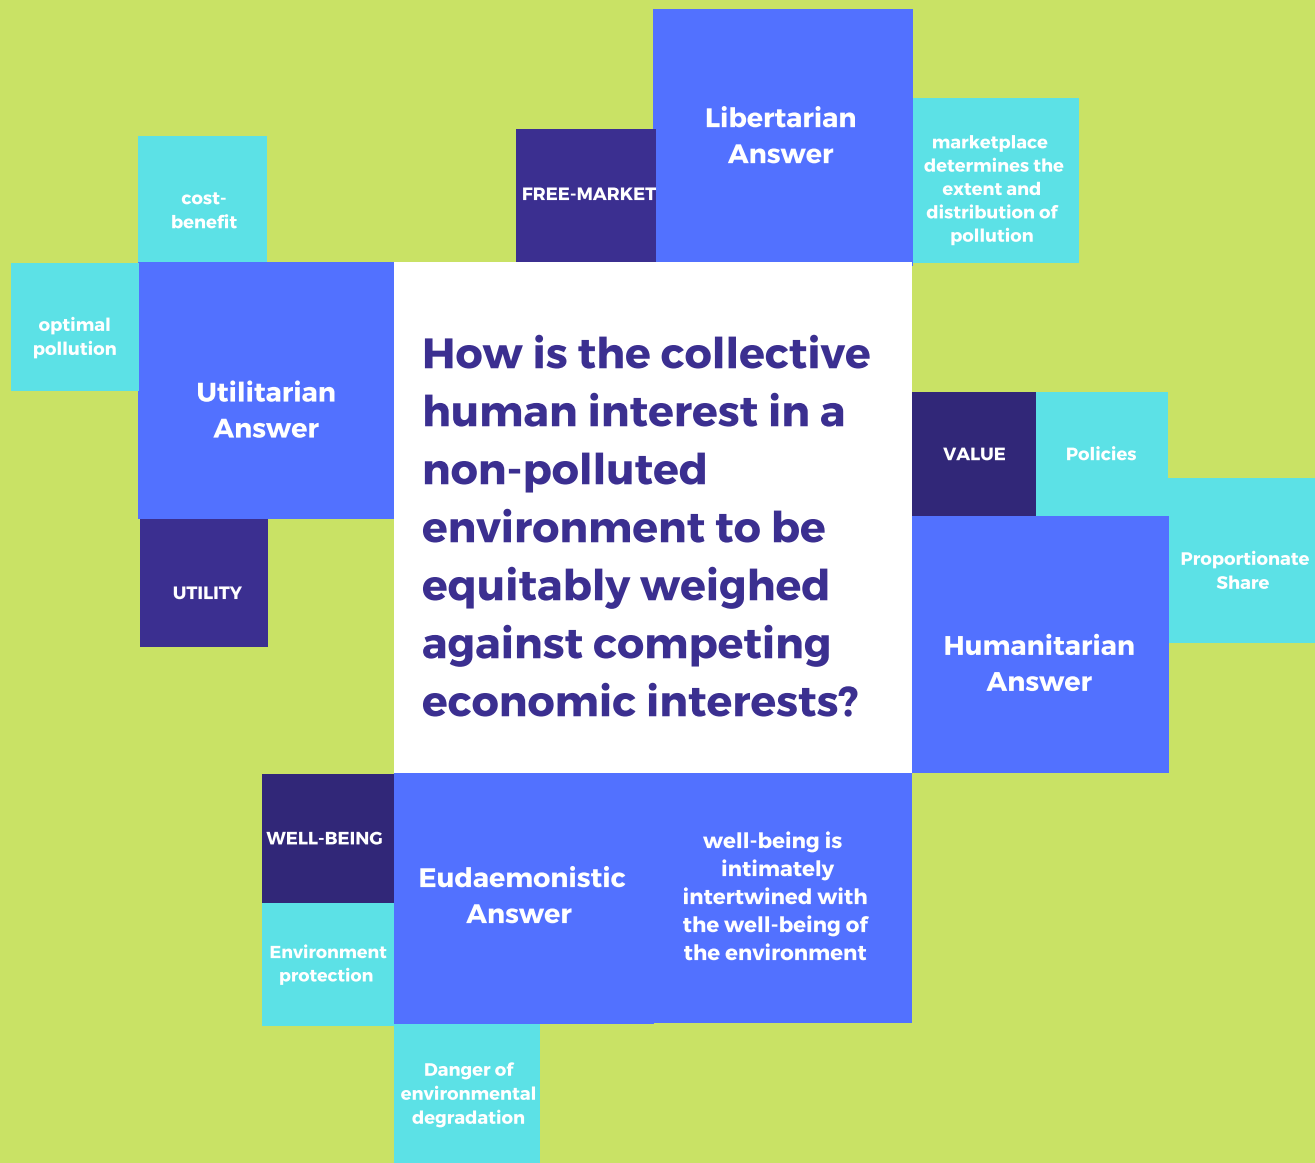 Libertarian
Answer
FREE-MARKET
marketplace
determines the
extent and
distribution of
pollution
cost-
benefit
optimal
pollution
Utilitarian
Answer
UTILITY
How is the collective
human interest in a
non-polluted
environment to be
equitably weighed
against competing
economic interests?
VALUE
Policies
Proportionate
Share
Humanitarian
Answer
WELL-BEING
Eudaemonistic
Answer
well-being is
intimately
intertwined with
the well-being of
the environment
Environment
protection
Danger of
environmental
degradation